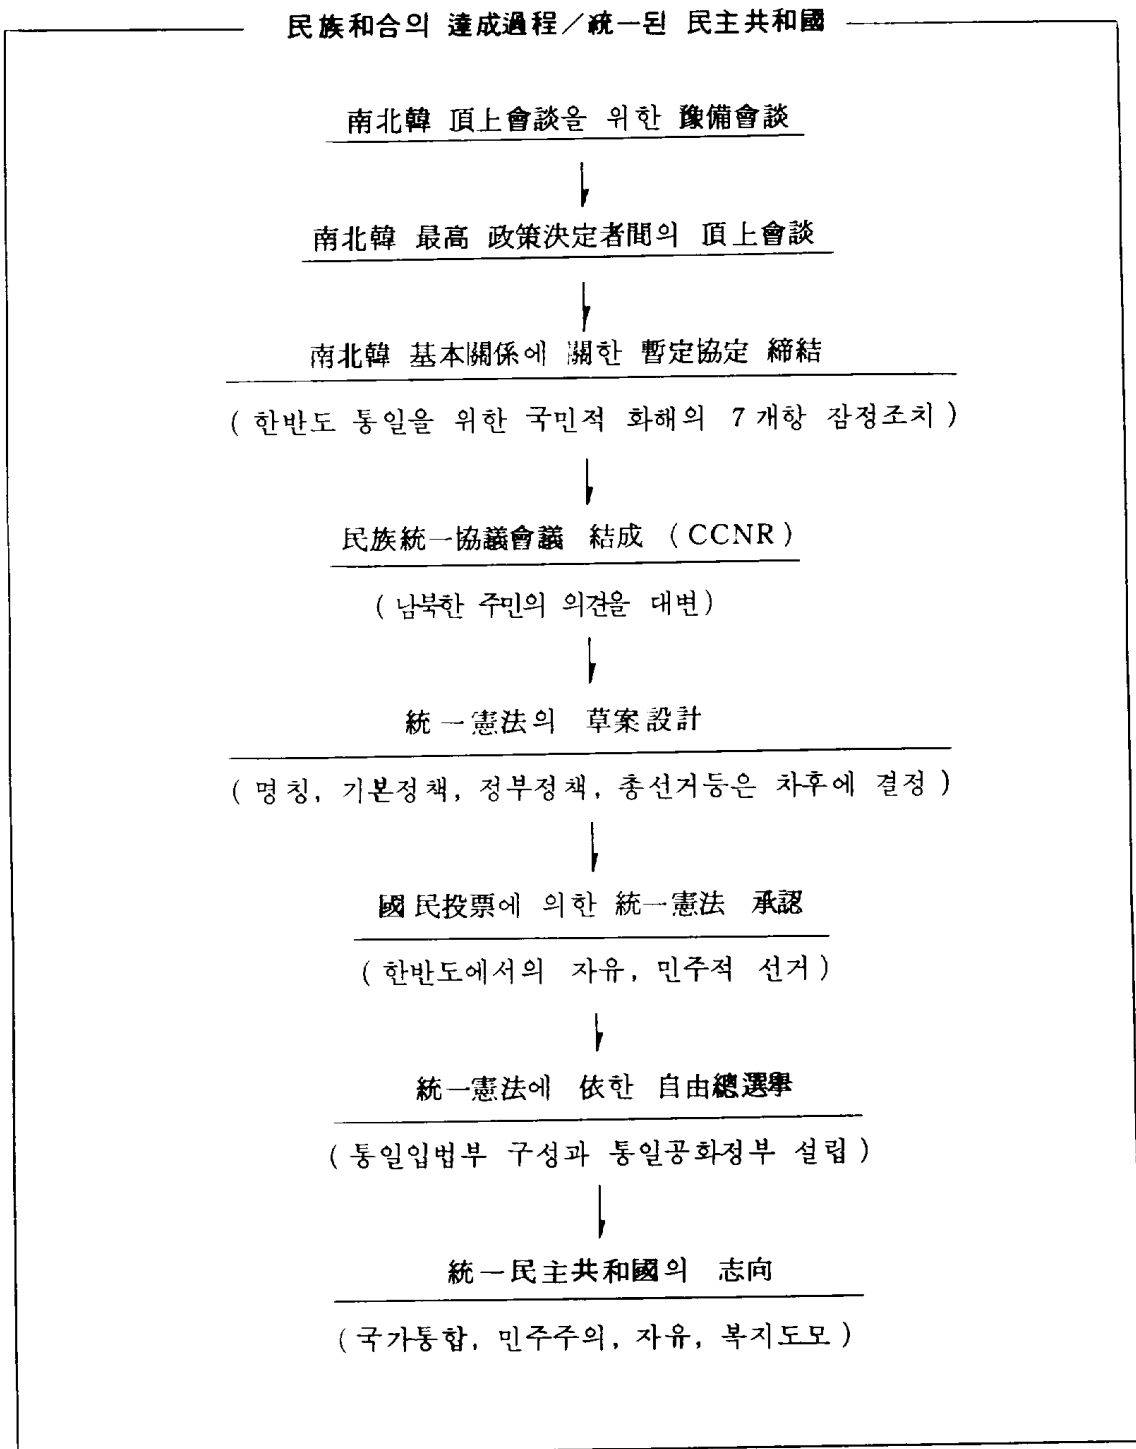 民族和合의 達成過程／統一된 民主共和國
南北韓 頂上會談을 위한 豫備會談
南北韓 最高 政策決定者間의 頂上會談
南北韓 基本關係에 關한 暫定協定 締結
(한반도 통일을 위한 국민적 화해의 7개항 잠정조치)
民族統一協議會議 結成 (CCNR)
(남북한 주민의 의견을 대변)
統一憲法의 草案設計
(명칭, 기본정책, 정부정책, 총선거등은 차후에 결정)
國民投票에 의한 統一憲法 承認
(한반도에서의 자유, 민주적 선거)
統一憲法에 依한 自由總選擧
(통일입법부 구성과 통일공화정부 설립)
統一民主共和國의 志向
(국가통합, 민주주의, 자유, 복지도모)